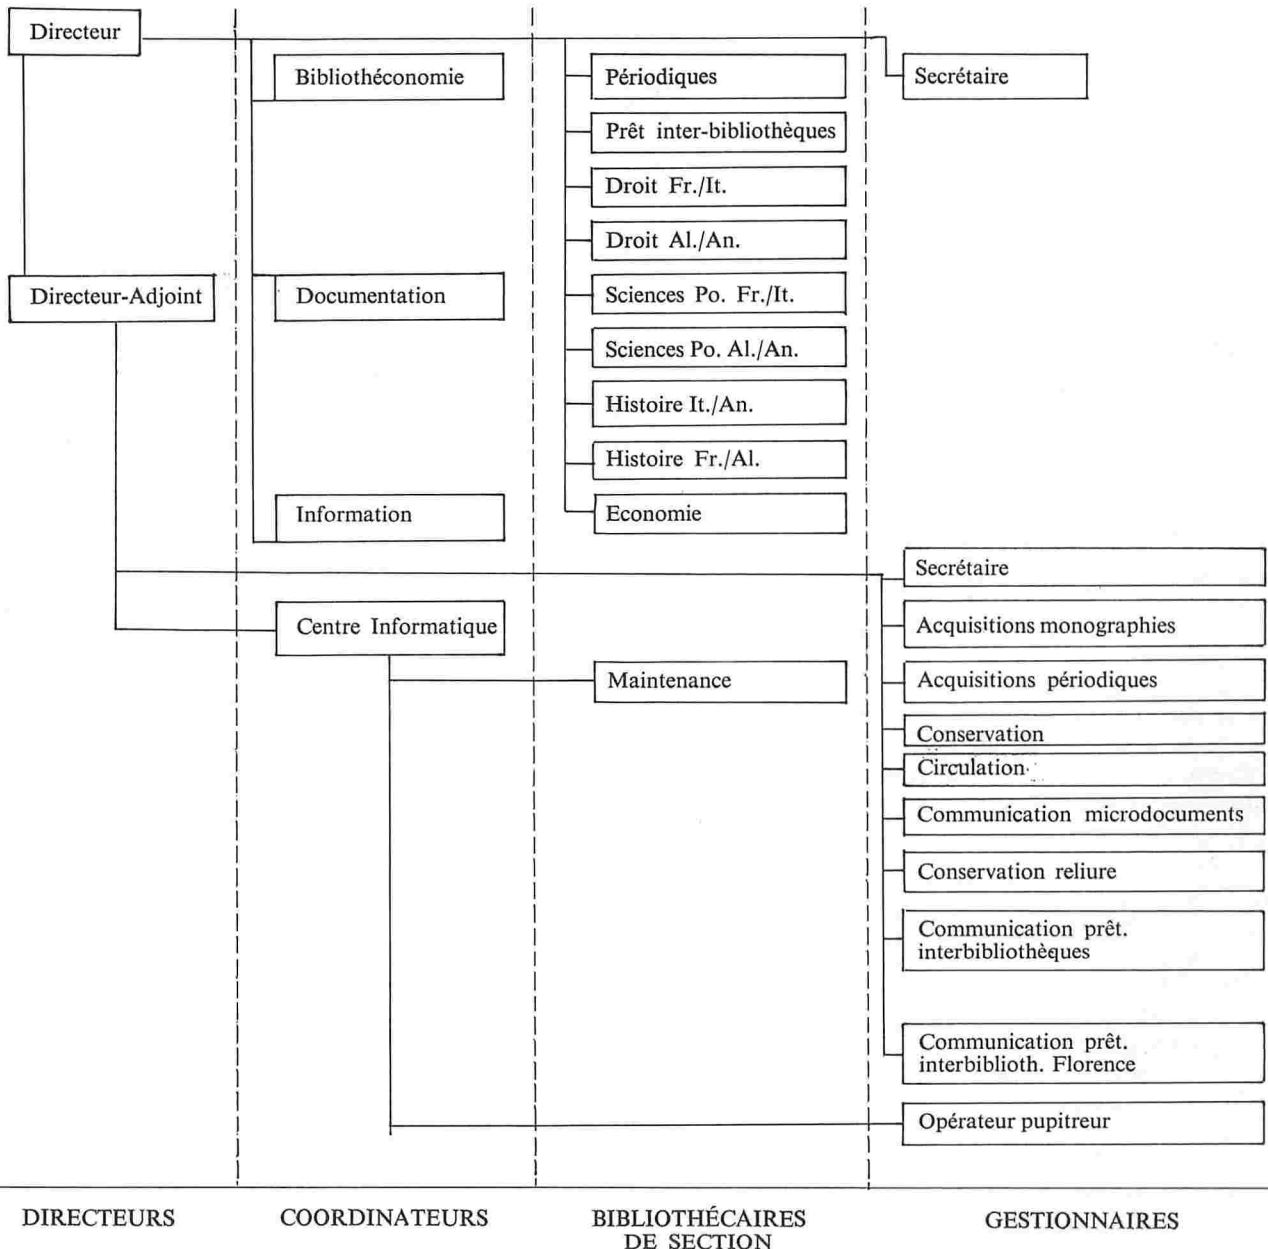 Directeur
Bibliothéconomie
Périodiques
Secrétaire
Prêt inter-bibliothèques
Droit Fr./It.
Droit Al./An.
Directeur-Adjoint
Documentation
Sciences Po. Fr./It.
Sciences Po. Al./An.
Histoire It./An.
Histoire Fr./Al.
Information
Economie
Secrétaire
Centre Informatique
Acquisitions monographies
Maintenance
Acquisitions périodiques
Conservation
Circulation
Communication microdocuments
Conservation reliure
Communication prêt.
interbibliothèques
Communication prêt.
interbiblioth. Florence
Opérateur pupitreur
DIRECTEURS
COORDINATEURS
BIBLIOTHÉCAIRES
DE SECTION
GESTIONNAIRES